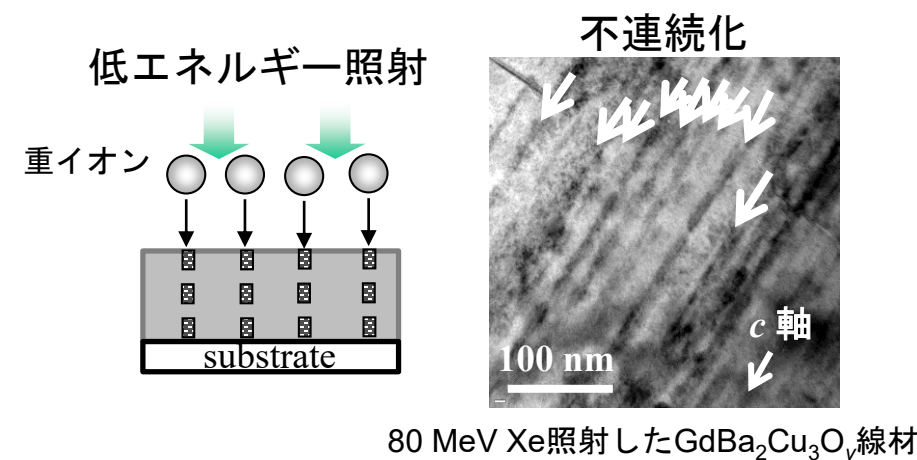 低エネルギー照射
重イオン
substrate
不連続化
c 軸
100 nm
80 MeV Xe照射したGdBa₂Cu₃Oᵥ線材